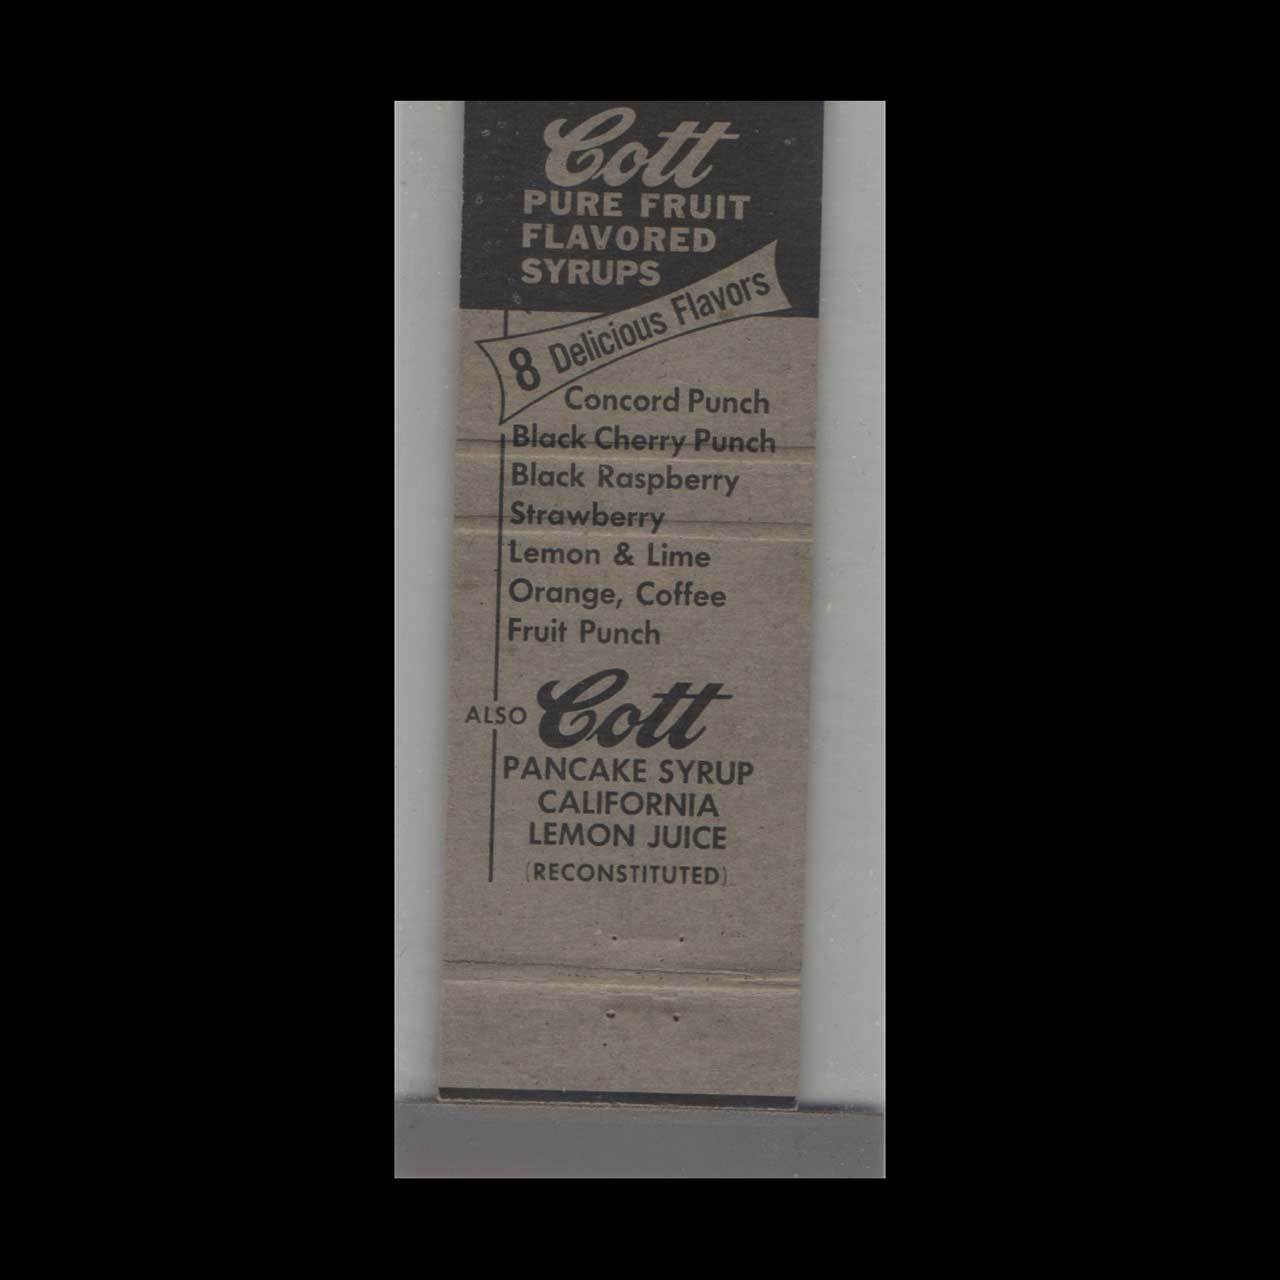 Cott
PURE FRUIT
FLAVORED
SYRUPS
8 Delicious Flavors
Concord Punch
Black Cherry Punch
Black Raspberry
Strawberry
Lemon & Lime
Orange, Coffee
Fruit Punch
ALSO Cott
PANCAKE SYRUP
CALIFORNIA
LEMON JUICE
(RECONSTITUTED)